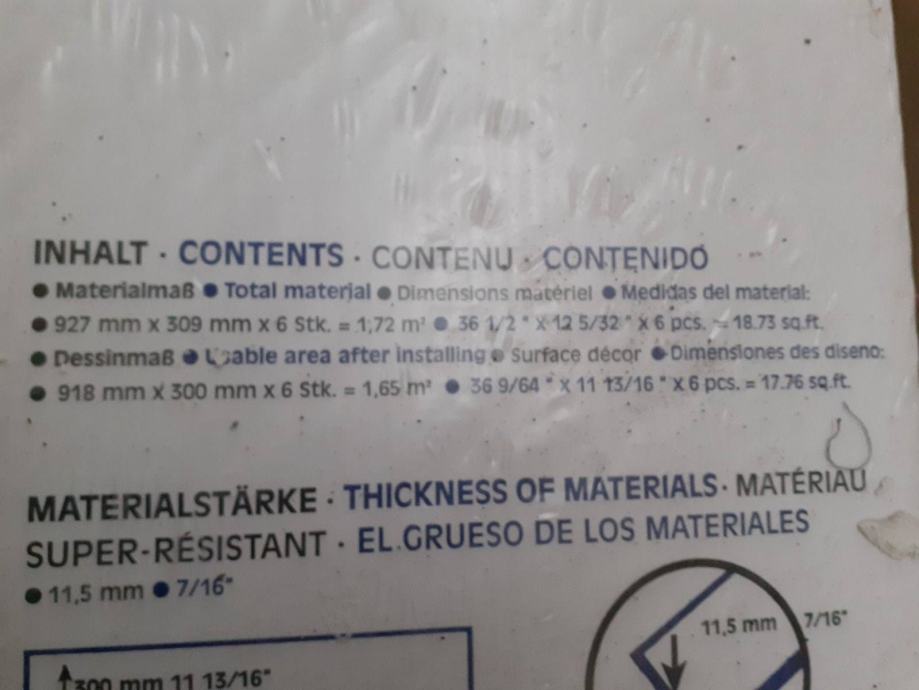 INHALT · CONTENTS · CONTENU · CONTENIDO
● Materialmaß ● Total material ● Dimensions matériel ● Medidas del material:
● 927 mm x 309 mm x 6 Stk. = 1,72 m² ● 36 1/2 " x 12 5/32 " x 6 pcs. = 18.73 sq.ft.
● Dessinmaß ● Usable area after installing ● Surface décor ● Dimensiones des diseno:
● 918 mm x 300 mm x 6 Stk. = 1,65 m² ● 36 9/64 " x 11 13/16 " x 6 pcs. = 17.76 sq.ft.
MATERIALSTÄRKE · THICKNESS OF MATERIALS · MATÉRIAU
SUPER-RÉSISTANT · EL.GRUESO DE LOS MATERIALES
● 11,5 mm ● 7/16"
11,5 mm 7/16"
300 mm 11 13/16"